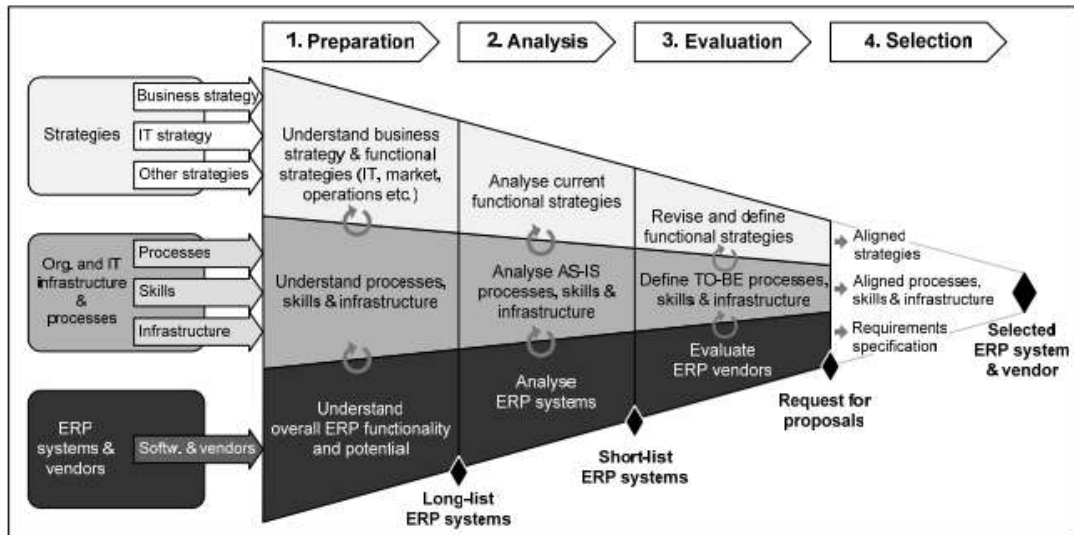 1. Preparation
2. Analysis
3. Evaluation
4. Selection
Strategies
Business strategy
IT strategy
Other strategies
Understand business
strategy & functional
strategies (IT, market,
operations etc.)
Analyse current
functional strategies
Revise and define
functional strategies
Aligned
strategies
Org. and IT
infrastructure
&
processes
Processes
Skills
Infrastructure
Understand processes,
skills & infrastructure
Analyse AS-IS
processes, skills &
infrastructure
Define TO-BE processes,
skills & infrastructure
Aligned processes,
skills & infrastructure
Requirements
specification
Selected
ERP system
& vendor
ERP
systems &
vendors
Softw. & vendors
Understand
overall ERP functionality
and potential
Analyse
ERP systems
Evaluate
ERP vendors
Request for
proposals
Short-list
ERP systems
Long-list
ERP systems